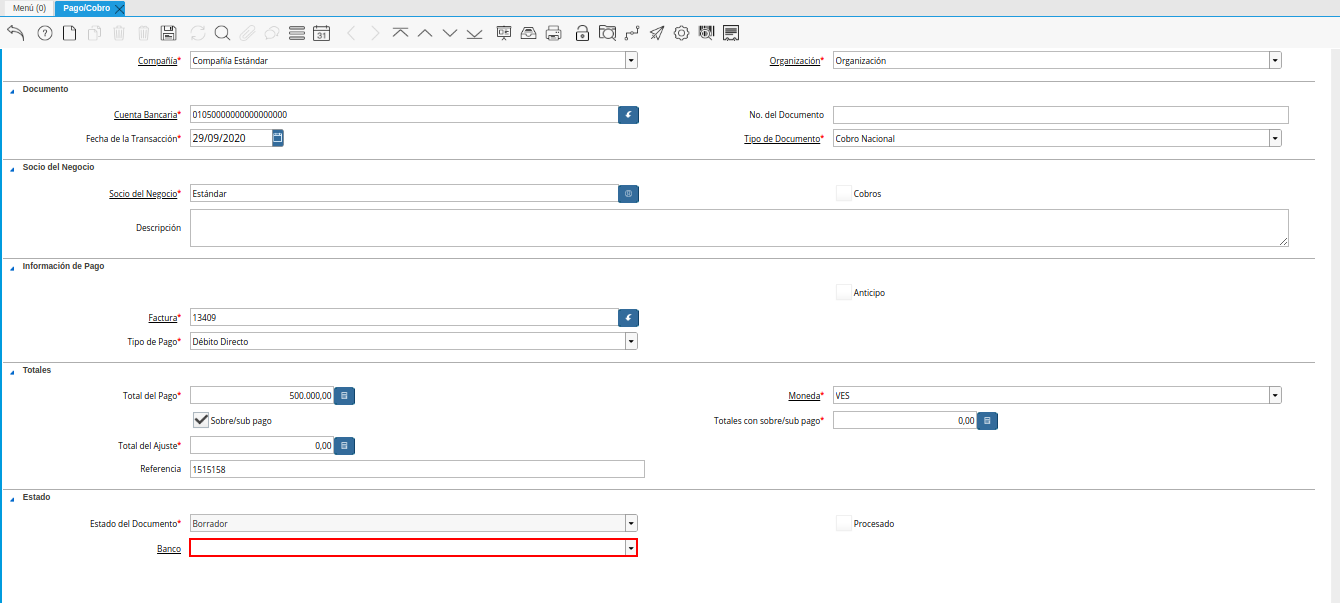 Menú (0) Pago/Cobro
31
Compañía* Compañía Estándar Organización* Organización
Documento
Cuenta Bancaria* 01050000000000000000 No. del Documento
Fecha de la Transacción* 29/09/2020 Tipo de Documento* Cobro Nacional
Socio del Negocio
Socio del Negocio* Estándar Cobros
Descripción
Información de Pago
Anticipo
Factura* 13409
Tipo de Pago* Débito Directo
Totales
Total del Pago* 500.000,00 Moneda* VES
Sobre/sub pago Totales con sobre/sub pago* 0,00
Total del Ajuste* 0,00
Referencia 1515158
Estado
Estado del Documento* Borrador Procesado
Banco